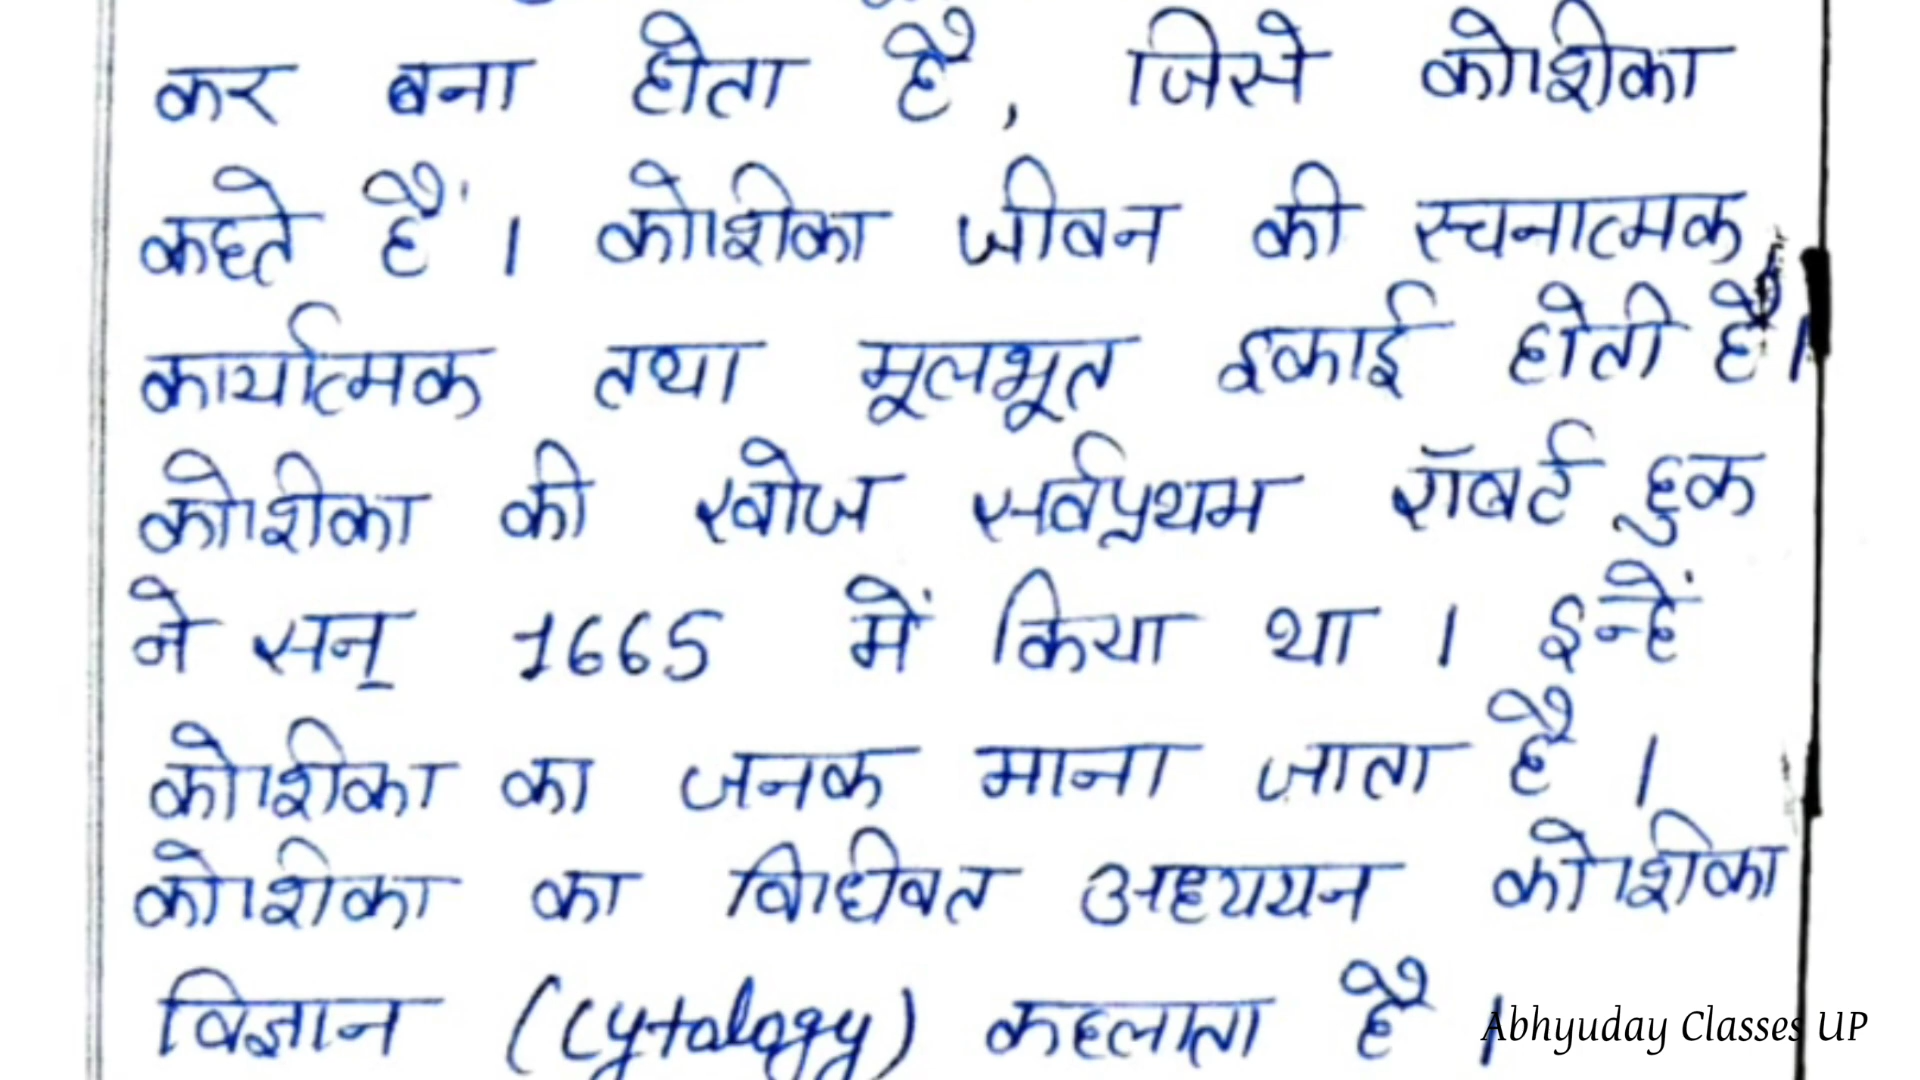 कर बना होता है, जिसे कोशिका
कहते हैं । कोशिका जीवन की रचनात्मक,
कार्यात्मक तथा मूलभूत इकाई होती है।
कोशिका की खोज सर्वप्रथम रॉबर्ट हुक
ने सन् 1665 में किया था । इन्हें
कोशिका का जनक माना जाता है ।
कोशिका का विधिवत अध्ययन कोशिका
विज्ञान (Cytology) कहलाता है ।
Abhyuday Classes UP